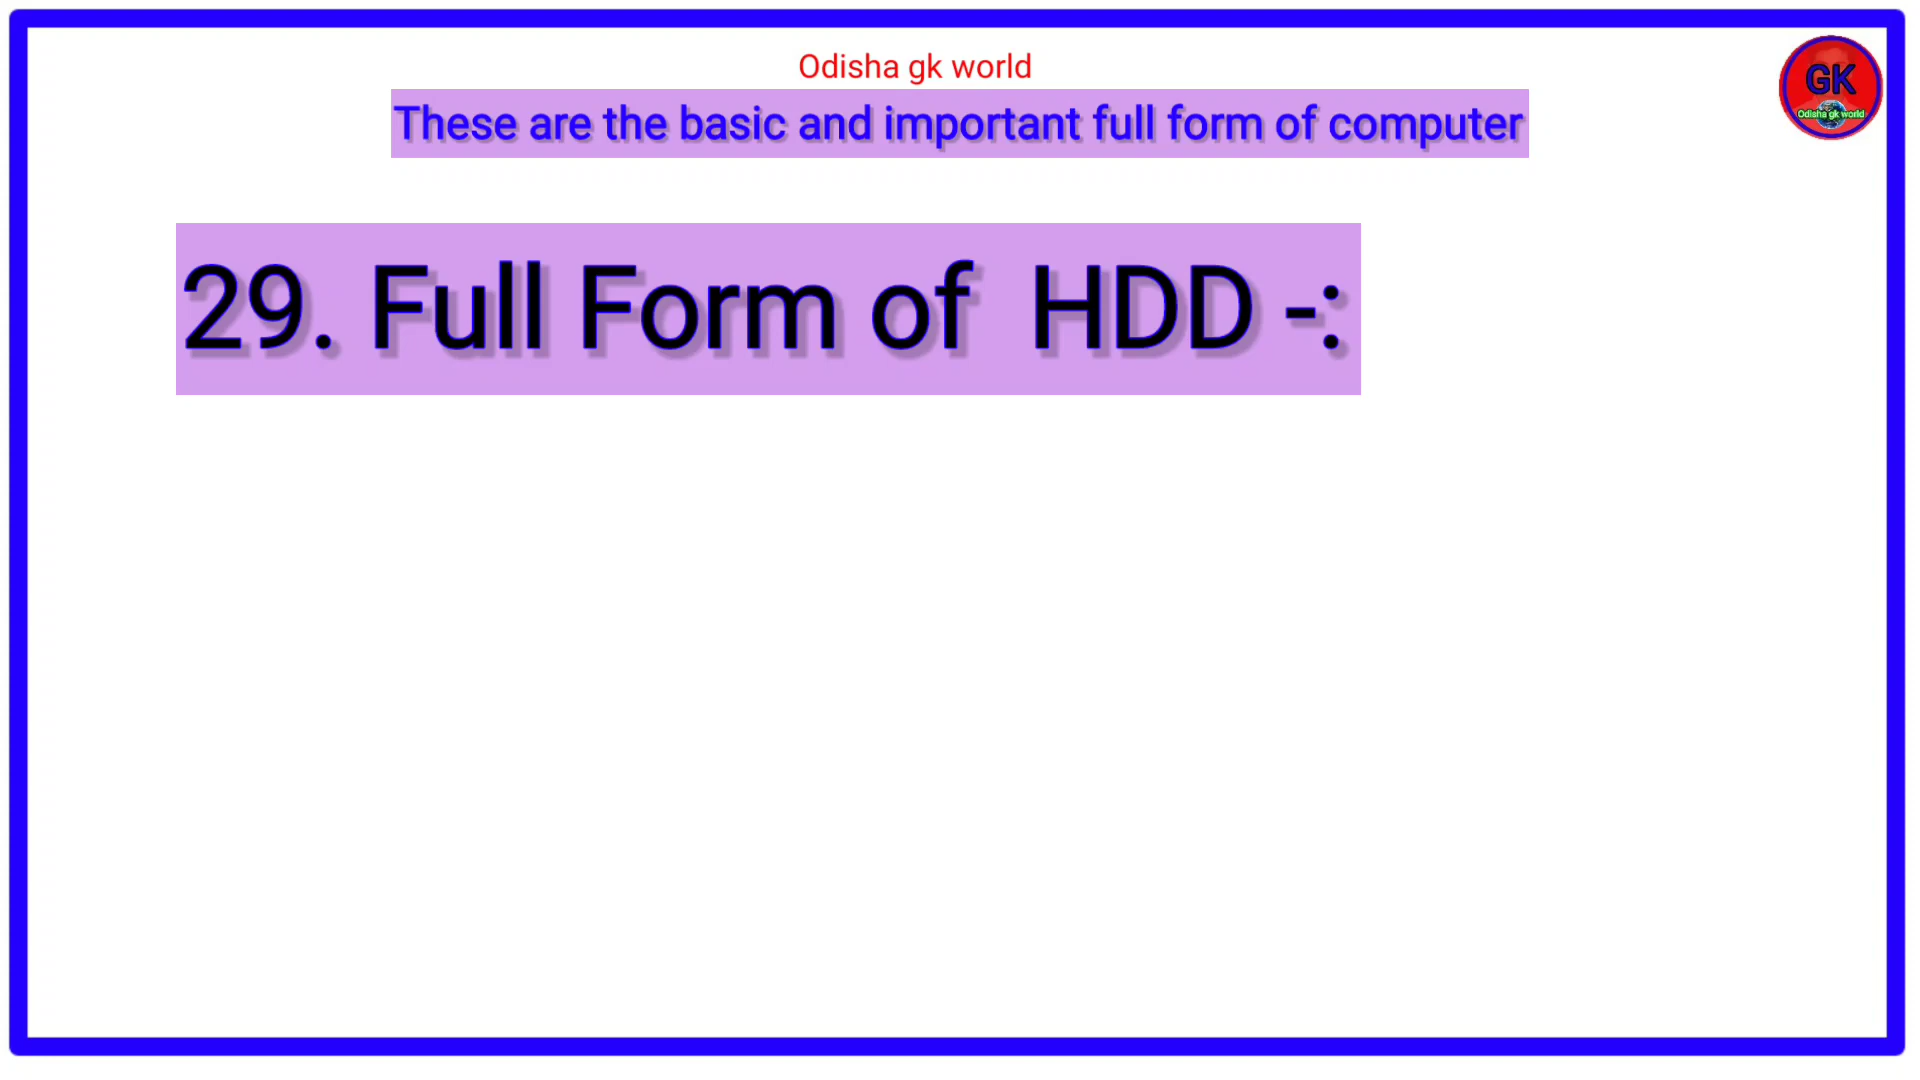 Odisha gk world
GK
Odisha gk world
These are the basic and important full form of computer
29. Full Form of  HDD -: